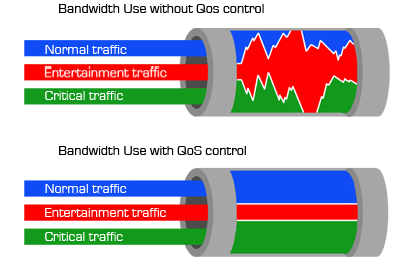 Bandwidth Use without Qos control
Normal traffic
Entertainment traffic
Critical traffic
Bandwidth Use with QoS control
Normal traffic
Entertainment traffic
Critical traffic